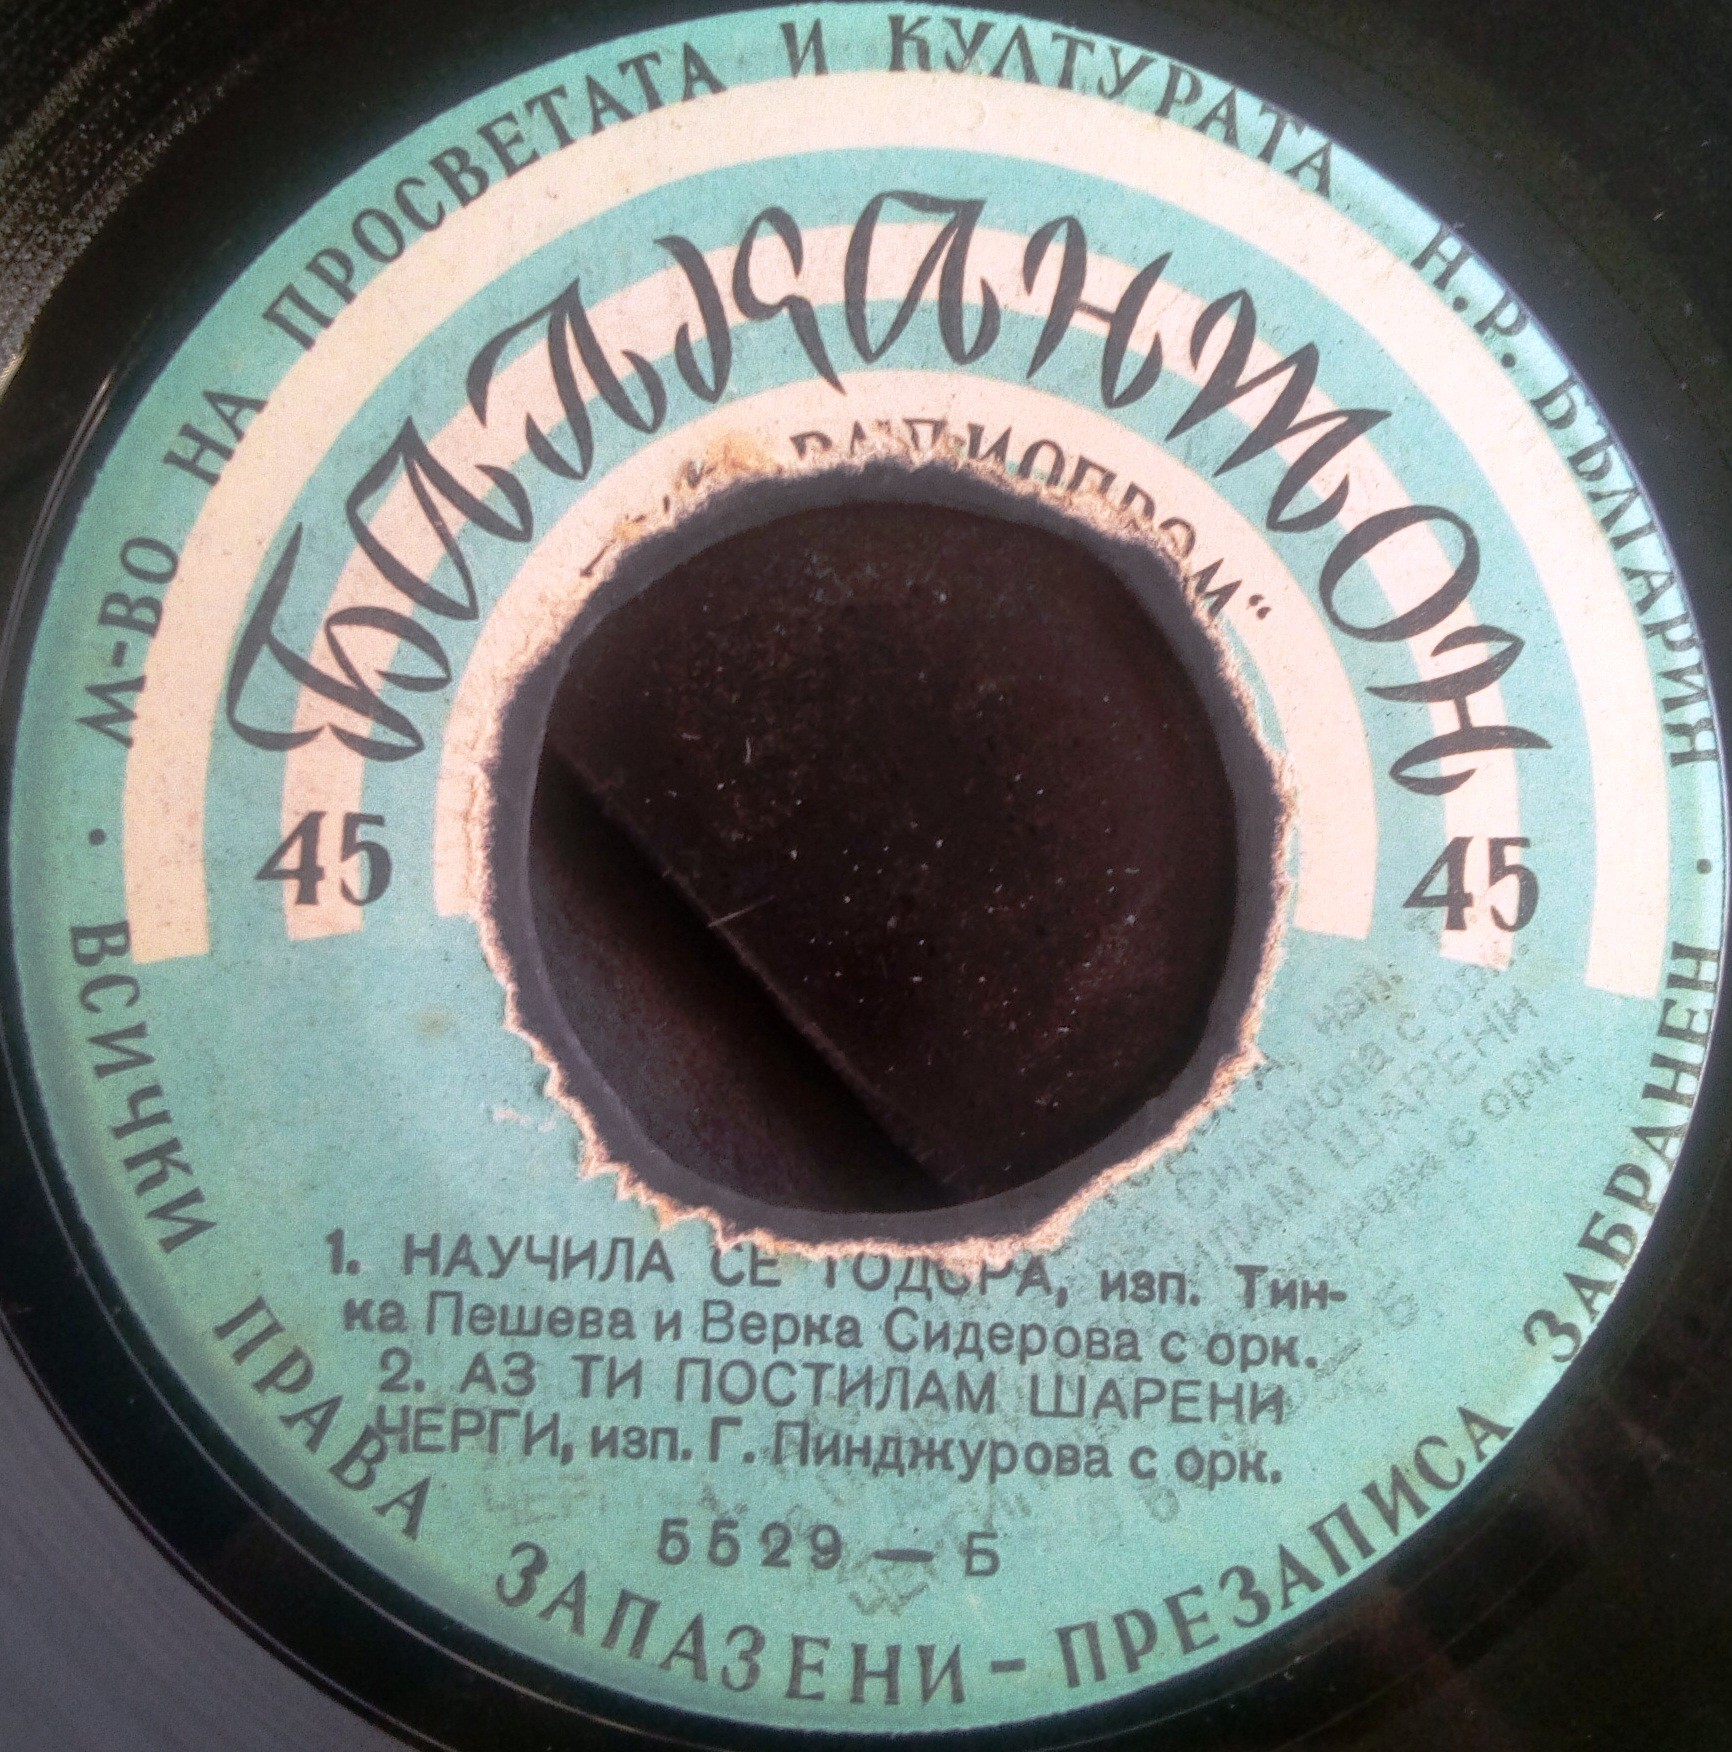 М-ВО НА ПРОСВЕТАТА И КУЛТУРАТА Н.Р. БЪЛГАРИЯ
БАЛКАНТОН
„РАДИОПРОМ“
45 45
1. НАУЧИЛА СЕ ТОДОРА, изп. Тин-
ка Пешева и Верка Сидерова с орк.
2. АЗ ТИ ПОСТИЛАМ ШАРЕНИ
ЧЕРГИ, изп. Г. Пинджурова с орк.
5529 — Б
• ВСИЧКИ ПРАВА ЗАПАЗЕНИ - ПРЕЗАПИСА ЗАБРАНЕН •